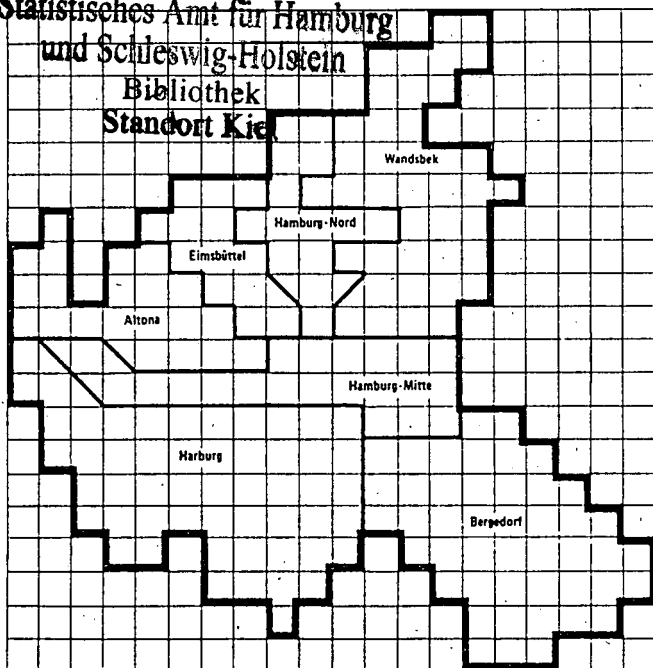 Statistisches Amt für Hamburg
und Schleswig-Holstein
Bibliothek
Standort Kiel
Wandsbek
Hamburg-Nord
Eimsbüttel
Altona
Hamburg-Mitte
Harburg
Bergedorf